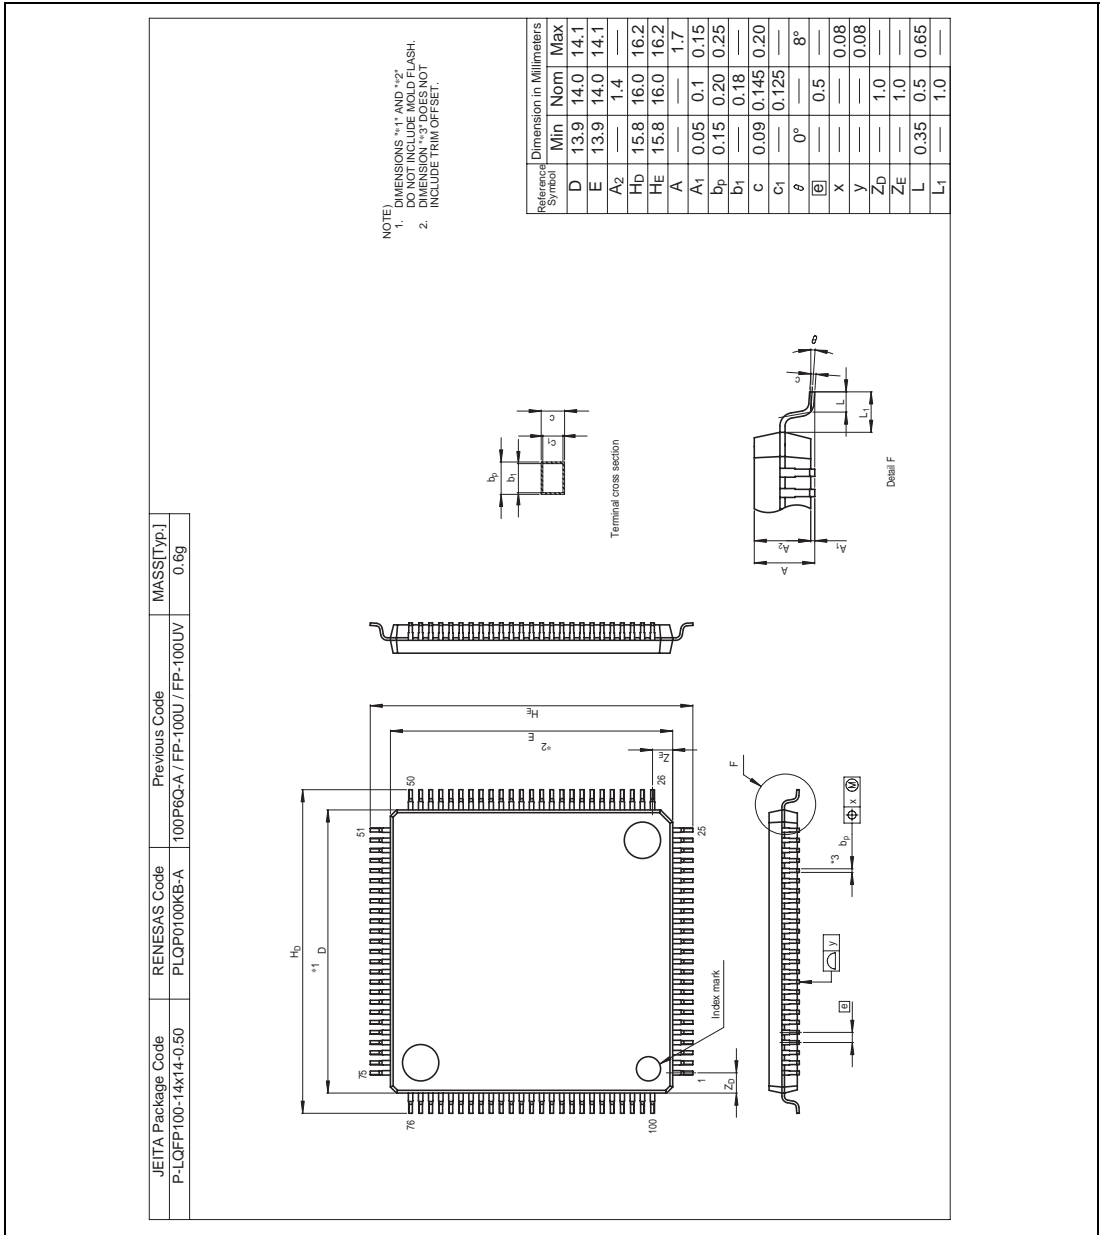 JEITA Package Code RENESAS Code Previous Code MASS[Typ.]
P-LQFP100-14x14-0.50 PLQP0100KB-A 100P6Q-A / FP-100U / FP-100UV 0.6g
HD
*1 D
51
75
50
76
26
100
25
1
ZD
Index mark
HE
*2 E
ZE
F
e
y
*3
bp
x M
bp
b1
c1
c
Terminal cross section
A
A2
A1
c
θ
L
L1
Detail F
NOTE)
1. DIMENSIONS "*1" AND "*2"
DO NOT INCLUDE MOLD FLASH.
2. DIMENSION "*3" DOES NOT
INCLUDE TRIM OFFSET.
Reference Symbol Dimension in Millimeters
Min Nom Max
D 13.9 14.0 14.1
E 13.9 14.0 14.1
A2 — 1.4 —
HD 15.8 16.0 16.2
HE 15.8 16.0 16.2
A — — 1.7
A1 0.05 0.1 0.15
bp 0.15 0.20 0.25
b1 — 0.18 —
c 0.09 0.145 0.20
c1 — 0.125 —
θ 0° — 8°
e — 0.5 —
x — — 0.08
y — — 0.08
ZD — 1.0 —
ZE — 1.0 —
L 0.35 0.5 0.65
L1 — 1.0 —